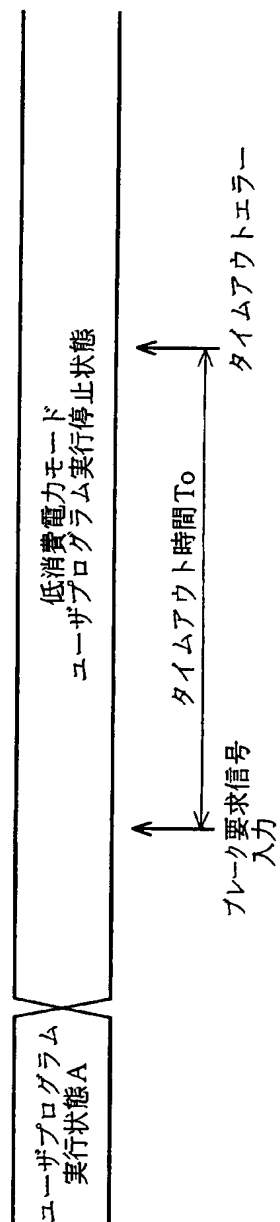 ユーザプログラム
実行状態A
低消費電力モード
ユーザプログラム実行停止状態
タイムアウト時間To
ブレーク要求信号
入力
タイムアウトエラー